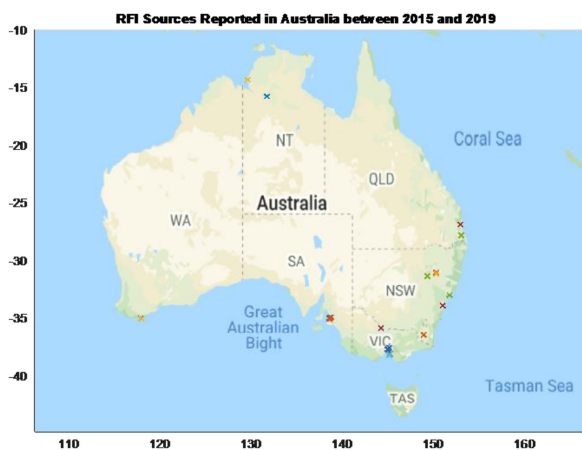 RFI Sources Reported in Australia between 2015 and 2019
-10
-15
Coral Sea
NT
-20
QLD
Australia
-25
WA
SA
-30
NSW
Great
Australian
Bight
-35
VIC
Tasman Sea
-40
TAS
110 120 130 140 150 160